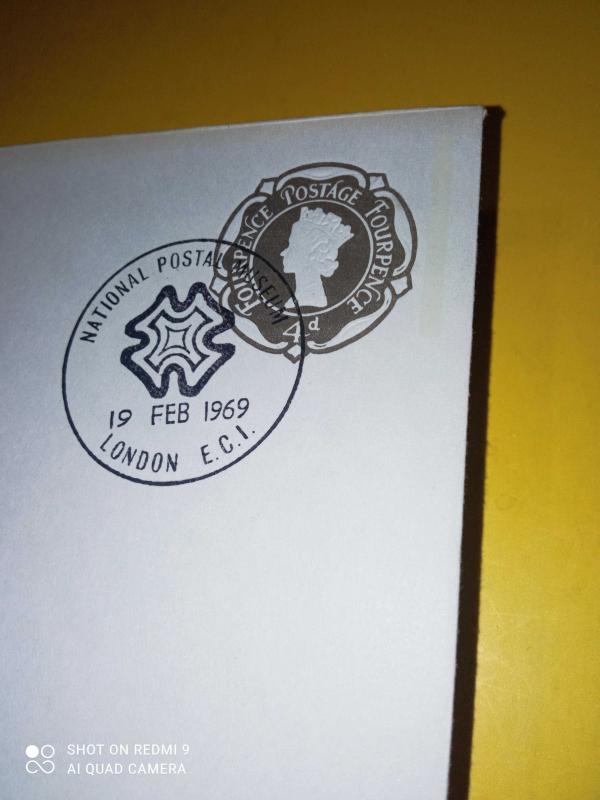 FOURPENCE POSTAGE FOURPENCE
4d
NATIONAL POSTAL MUSEUM
19 FEB 1969
LONDON E.C.1.
SHOT ON REDMI 9
AI QUAD CAMERA